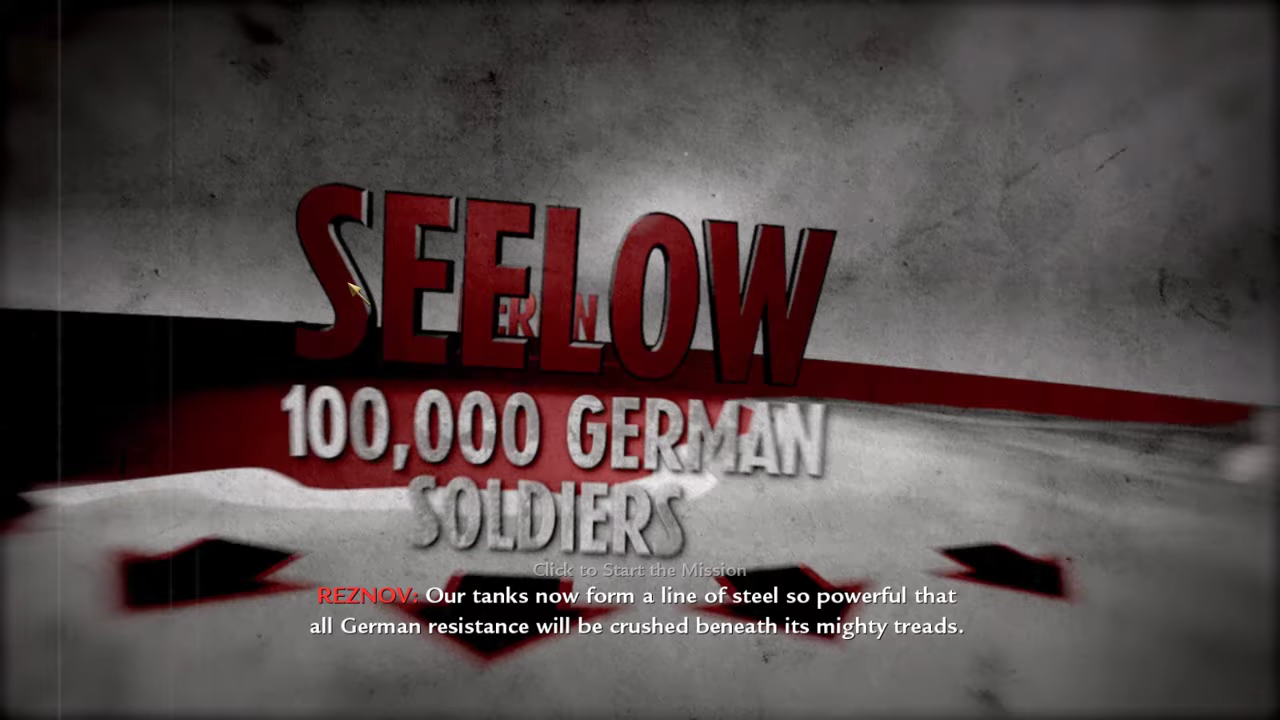 SEELOW
100,000 GERMAN
SOLDIERS
Click to Start the Mission
REZNOV: Our tanks now form a line of steel so powerful that
all German resistance will be crushed beneath its mighty treads.